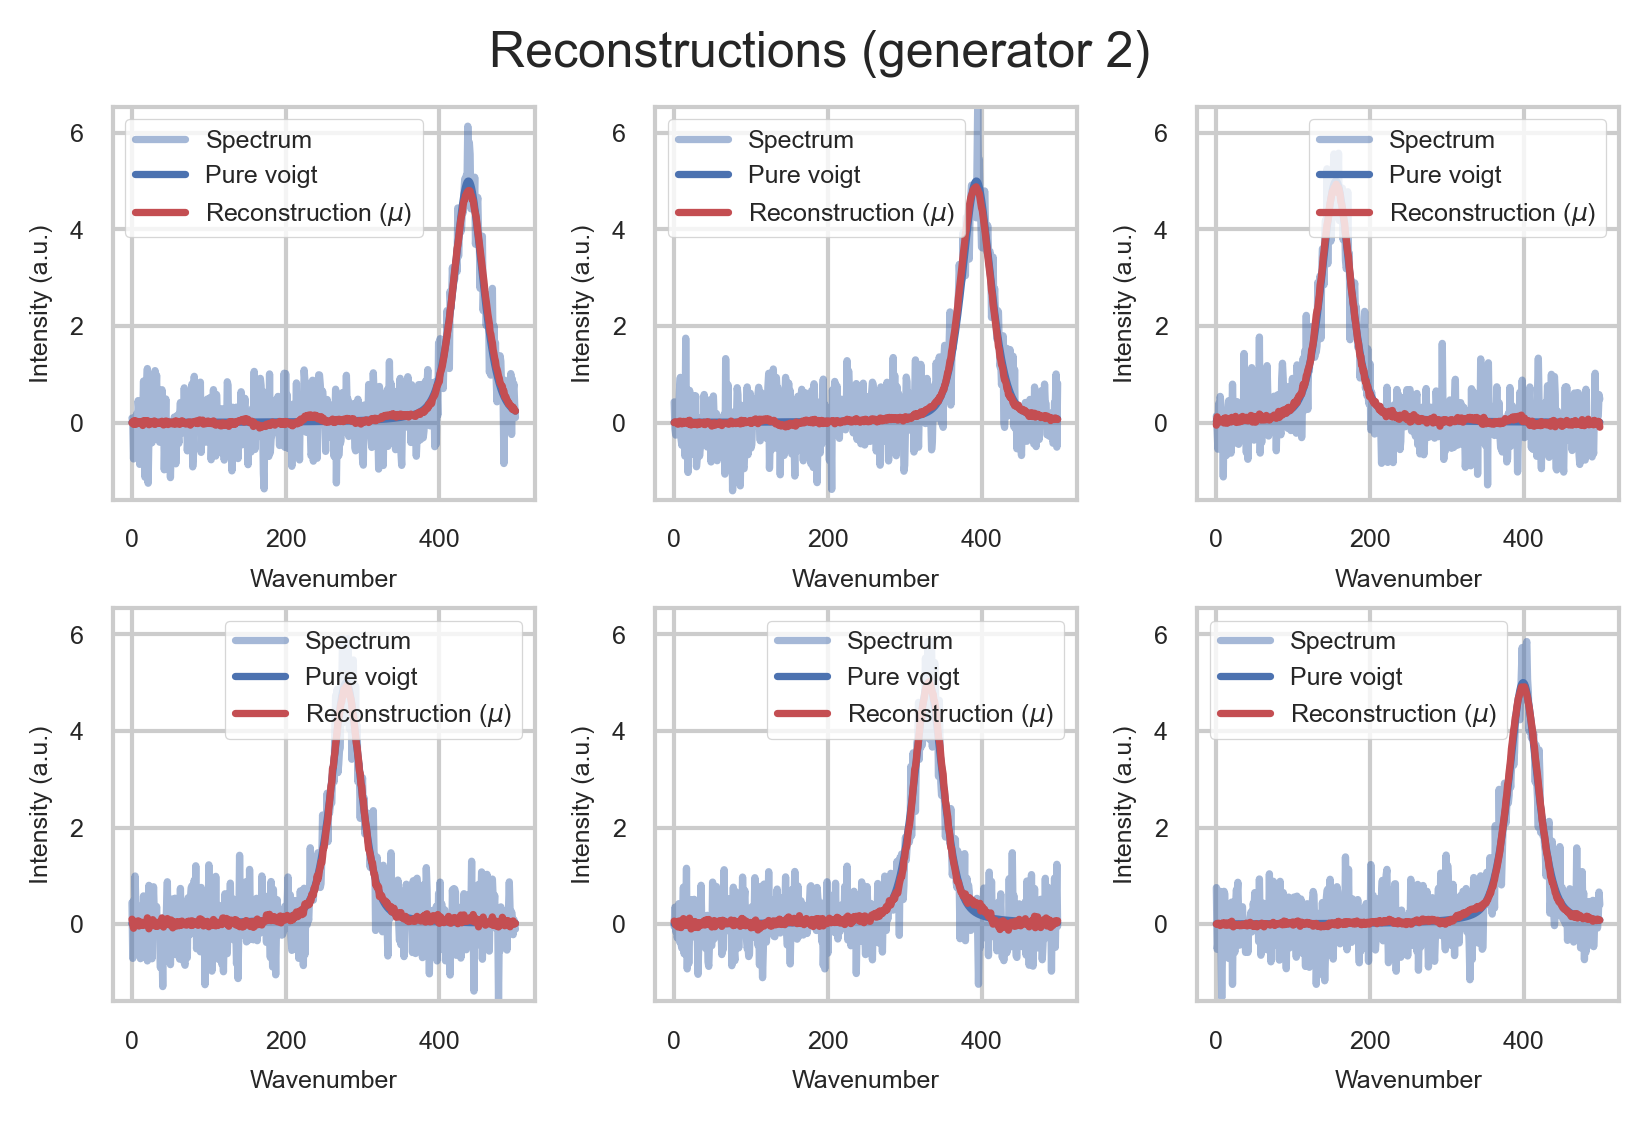 Reconstructions (generator 2)
Intensity (a.u.)
6
4
2
0
Spectrum
Pure voigt
Reconstruction (μ)
0 200 400
Wavenumber
Intensity (a.u.)
6
4
2
0
Spectrum
Pure voigt
Reconstruction (μ)
0 200 400
Wavenumber
Intensity (a.u.)
6
4
2
0
Spectrum
Pure voigt
Reconstruction (μ)
0 200 400
Wavenumber
Intensity (a.u.)
6
4
2
0
Spectrum
Pure voigt
Reconstruction (μ)
0 200 400
Wavenumber
Intensity (a.u.)
6
4
2
0
Spectrum
Pure voigt
Reconstruction (μ)
0 200 400
Wavenumber
Intensity (a.u.)
6
4
2
0
Spectrum
Pure voigt
Reconstruction (μ)
0 200 400
Wavenumber